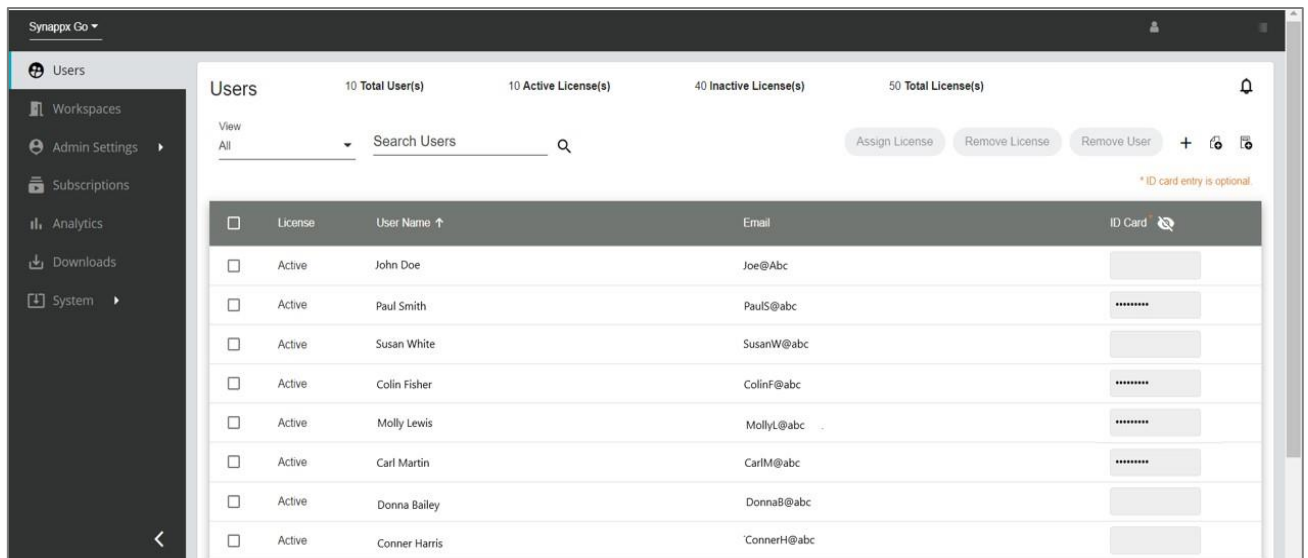 Synappx Go
Users
Workspaces
Admin Settings
Subscriptions
Analytics
Downloads
System
Users 10 Total User(s) 10 Active License(s) 40 Inactive License(s) 50 Total License(s)
View
All Search Users Assign License Remove License Remove User +
* ID card entry is optional.
License User Name ↑ Email ID Card *
Active John Doe Joe@Abc
Active Paul Smith PaulS@abc •••••••••
Active Susan White SusanW@abc
Active Colin Fisher ColinF@abc •••••••••
Active Molly Lewis MollyL@abc •••••••••
Active Carl Martin CarlM@abc •••••••••
Active Donna Bailey DonnaB@abc
Active Conner Harris ConnerH@abc